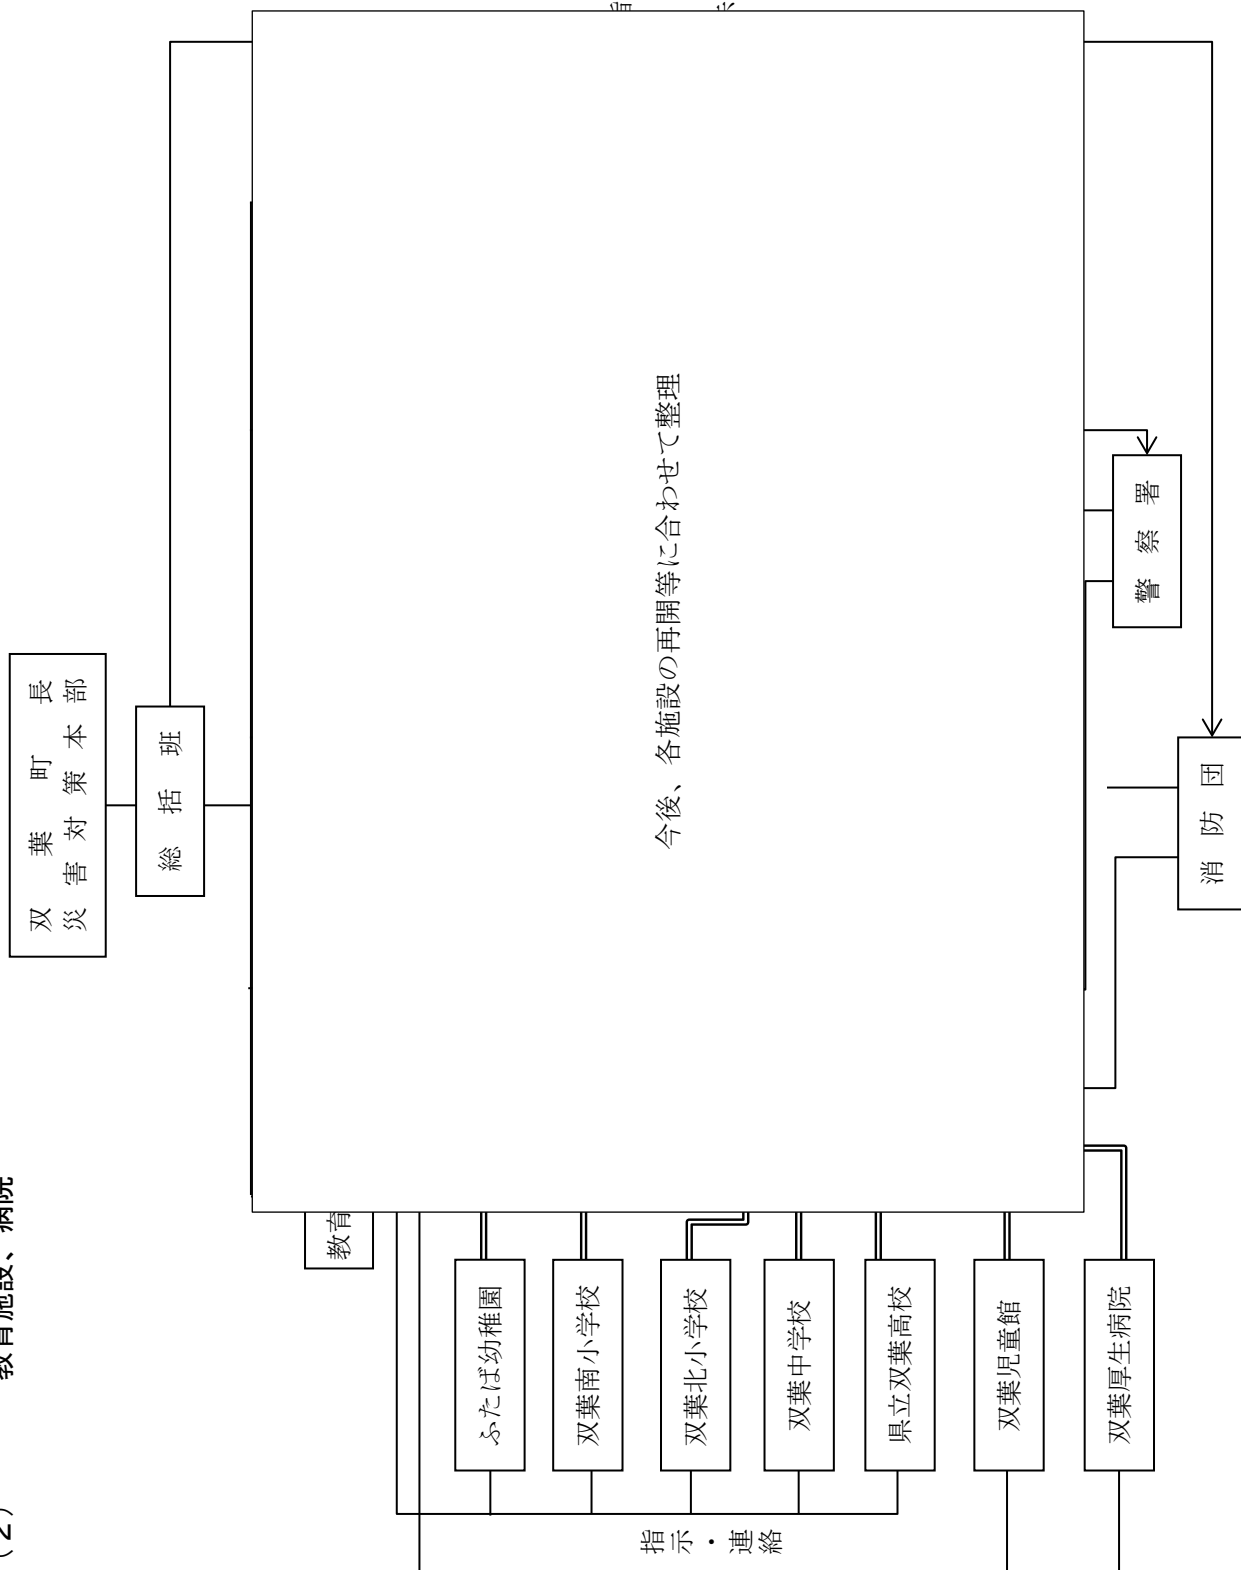 （２）　教育施設、病院
双葉町長
災害対策本部
総括班
教育
今後、各施設の再開等に合わせて整理
警察署
消防団
ふたば幼稚園
双葉南小学校
双葉北小学校
双葉中学校
県立双葉高校
双葉児童館
双葉厚生病院
指示・連絡